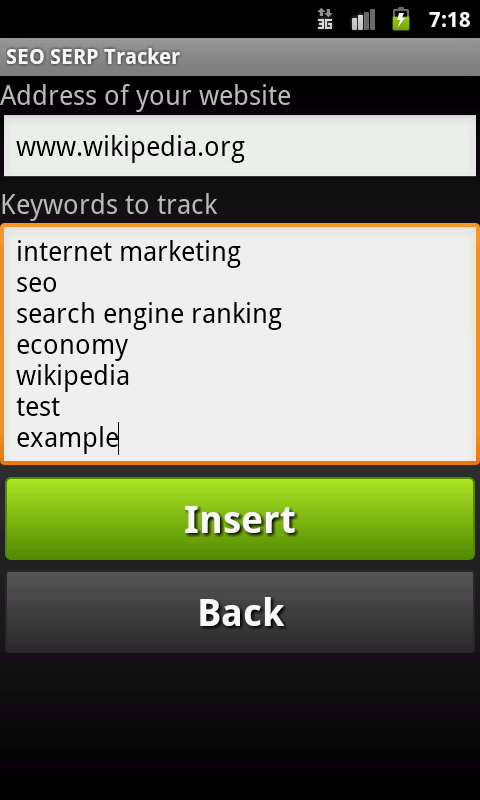 3G 7:18
SEO SERP Tracker
Address of your website
www.wikipedia.org
Keywords to track
internet marketing
seo
search engine ranking
economy
wikipedia
test
example
Insert
Back